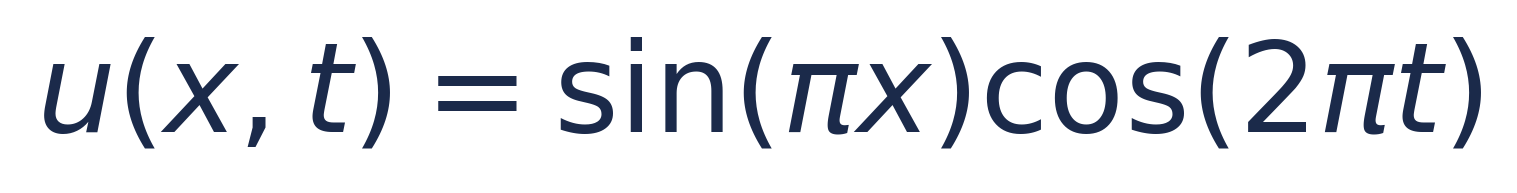 u(x, t) = sin(πx)cos(2πt)